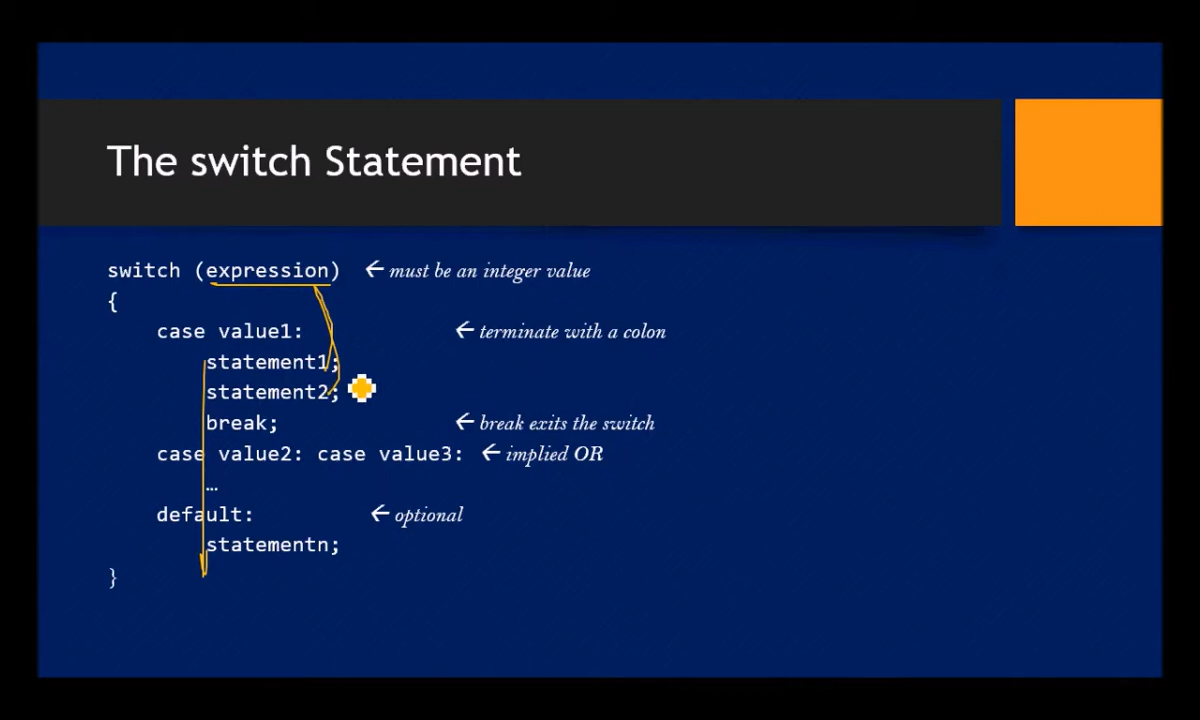 The switch Statement
switch (expression) ← must be an integer value
{
case value1: ← terminate with a colon
statement1;
statement2;
break; ← break exits the switch
case value2: case value3: ← implied OR
…
default: ← optional
statementn;
}